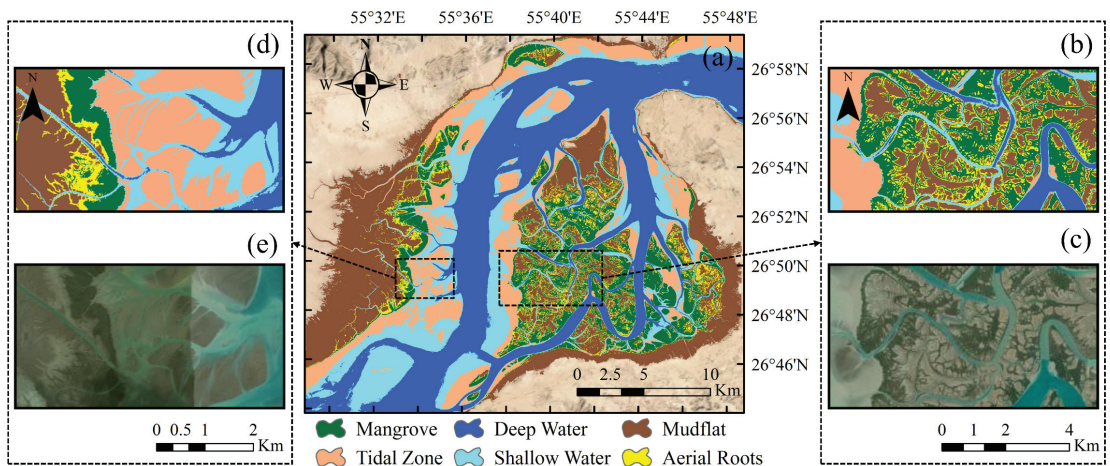 55°32'E 55°36'E 55°40'E 55°44'E 55°48'E
(d)
N
(a)
N
W E
S
(b)
N
26°58'N
26°56'N
26°54'N
26°52'N
26°50'N
26°48'N
26°46'N
(e)
(c)
0 2.5 5 10
Km
0 0.5 1 2
Km
0 1 2 4
Km
Mangrove Deep Water Mudflat
Tidal Zone Shallow Water Aerial Roots